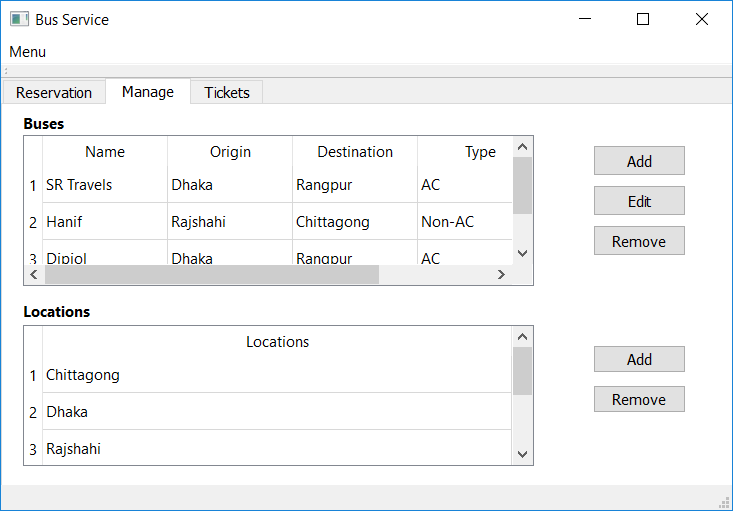 Bus Service
Menu
Reservation Manage Tickets
Buses
Name Origin Destination Type
1 SR Travels Dhaka Rangpur AC
2 Hanif Rajshahi Chittagong Non-AC
3 Dipjol Dhaka Rangpur AC
Add
Edit
Remove
Locations
Locations
1 Chittagong
2 Dhaka
3 Rajshahi
Add
Remove